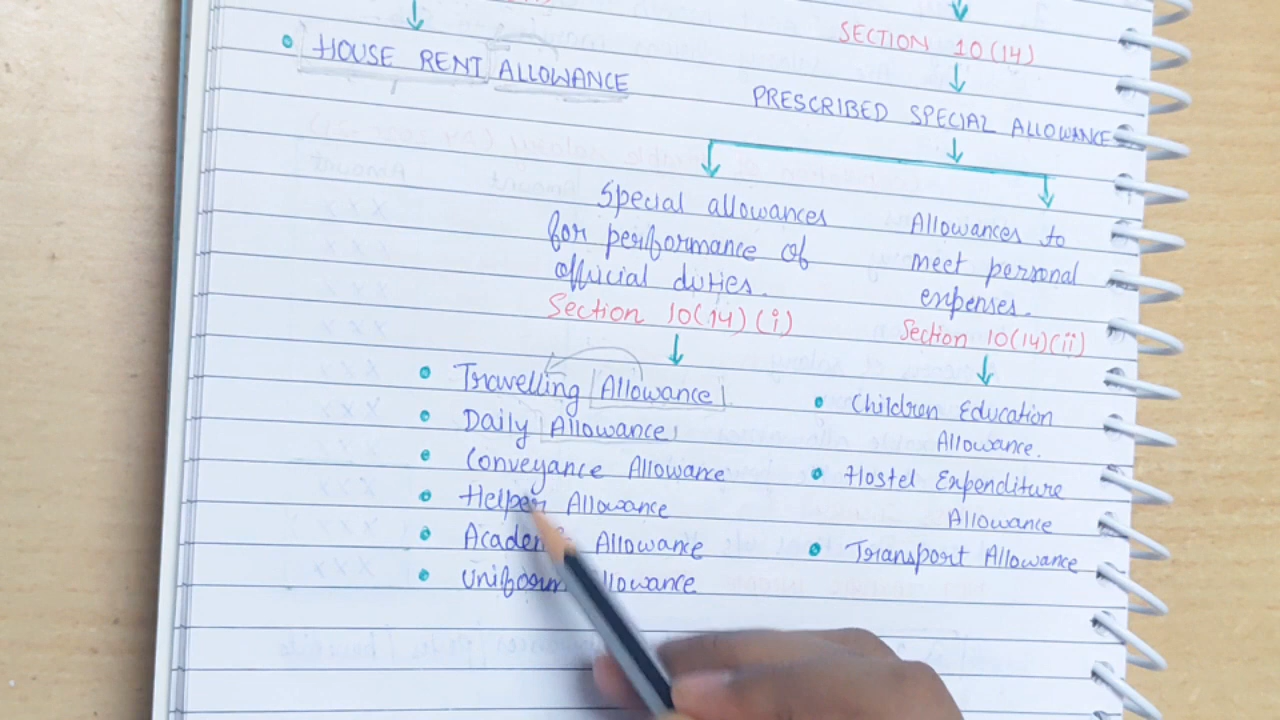 SECTION 10(14)
• HOUSE RENT ALLOWANCE
PRESCRIBED SPECIAL ALLOWANCE
Special allowances
for performance of
official duties.
Section 10(14)(i)
• Travelling Allowance
• Daily Allowance
• Conveyance Allowance
• Helper Allowance
• Allowance
• Uniform Allowance
Allowances to
meet personal
expenses.
Section 10(14)(ii)
• Children Education
Allowance.
• Hostel Expenditure
Allowance
• Transport Allowance